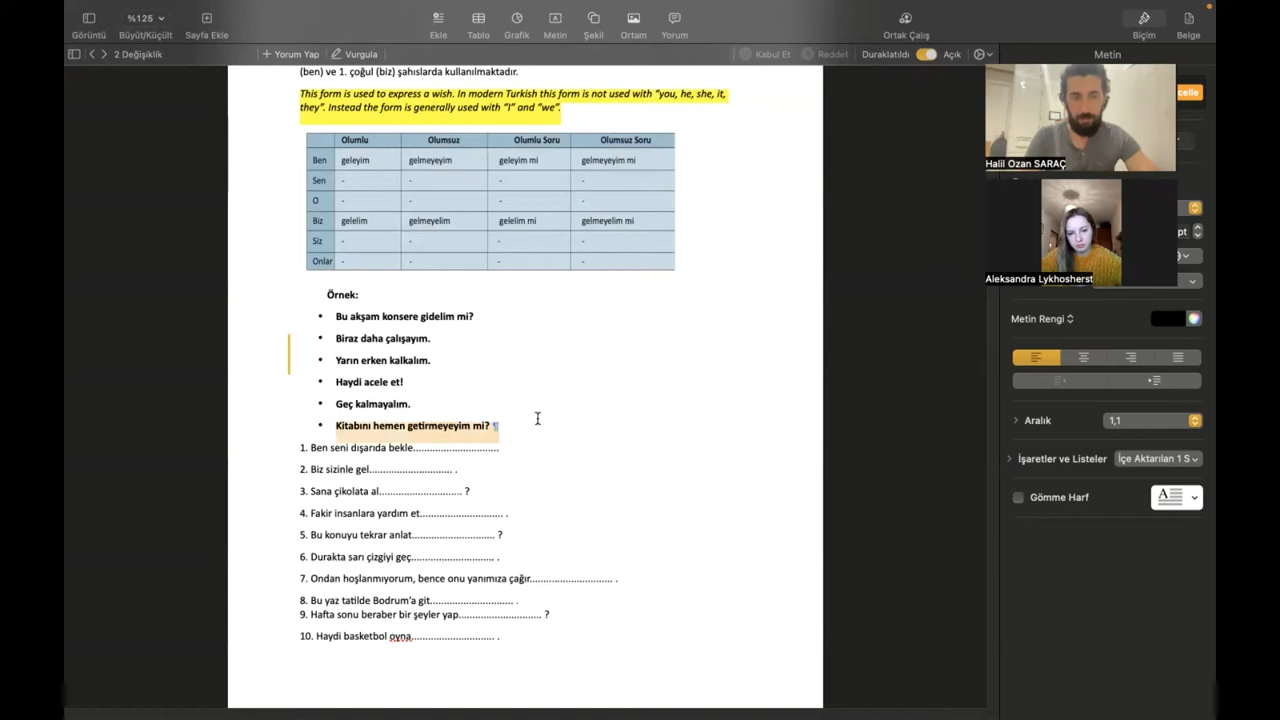 %125
Görüntü Büyüt/Küçült Sayfa Ekle Ekle Tablo Grafik Metin Şekil Ortam Yorum Ortak Çalış Biçim Belge
2 Değişiklik + Yorum Yap Vurgula Kabul Et Reddet Duraklatıldı Açık Metin
(ben) ve 1. çoğul (biz) şahıslarda kullanılmaktadır.
This form is used to express a wish. In modern Turkish this form is not used with "you, he, she, it,
they". Instead the form is generally used with "I" and "we".
Olumlu Olumsuz Olumlu Soru Olumsuz Soru
Ben geleyim gelmeyeyim geleyim mi gelmeyeyim mi
Sen - - - -
O - - - -
Biz gelelim gelmeyelim gelelim mi gelmeyelim mi
Siz - - - -
Onlar - - - -
Örnek:
• Bu akşam konsere gidelim mi?
• Biraz daha çalışayım.
• Yarın erken kalkalım.
• Haydi acele et!
• Geç kalmayalım.
• Kitabını hemen getirmeyeyim mi? ¶
1. Ben seni dışarıda bekle..............................
2. Biz sizinle gel.............................. .
3. Sana çikolata al.............................. ?
4. Fakir insanlara yardım et.............................. .
5. Bu konuyu tekrar anlat.............................. ?
6. Durakta sarı çizgiyi geç.............................. .
7. Ondan hoşlanmıyorum, bence onu yanımıza çağır.............................. .
8. Bu yaz tatilde Bodrum'a git.............................. .
9. Hafta sonu beraber bir şeyler yap.............................. ?
10. Haydi basketbol oyna.............................. .
celle
Halil Ozan SARAÇ
pt
Aleksandra Lykhosherst
Metin Rengi
Aralık 1,1
İşaretler ve Listeler İçe Aktarılan 1 S
Gömme Harf